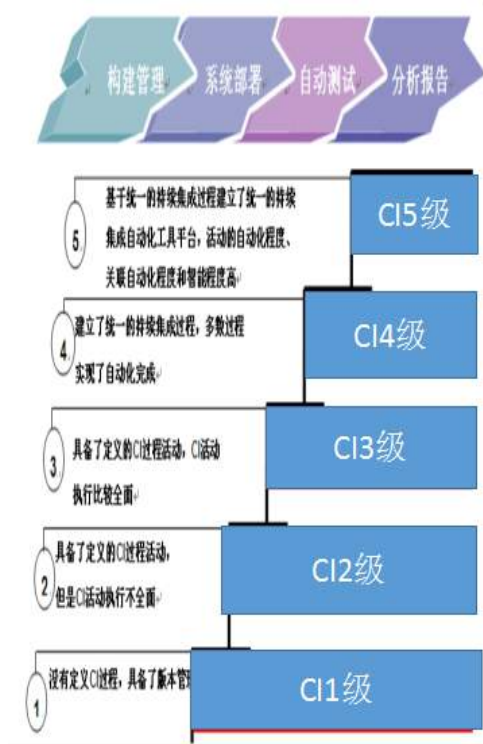 构建管理 系统部署 自动测试 分析报告
基于统一的持续集成过程建立了统一的持续
集成自动化工具平台，活动的自动化程度、
关联自动化程度和智能程度高
5
CI5级
建立了统一的持续集成过程，多数过程
实现了自动化完成
4
CI4级
具备了定义的CI过程活动，CI活动
执行比较全面
3
CI3级
具备了定义的CI过程活动，
但是CI活动执行不全面
2
CI2级
没有定义CI过程，具备了版本管理
1
CI1级